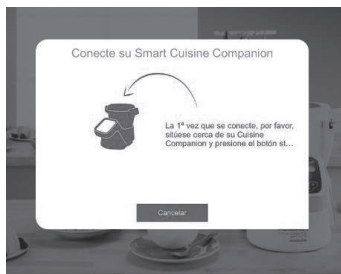 Conecte su Smart Cuisine Companion
La 1ª vez que se conecte, por favor,
sitúese cerca de su Cuisine
Companion y presione el botón st...
Cancelar